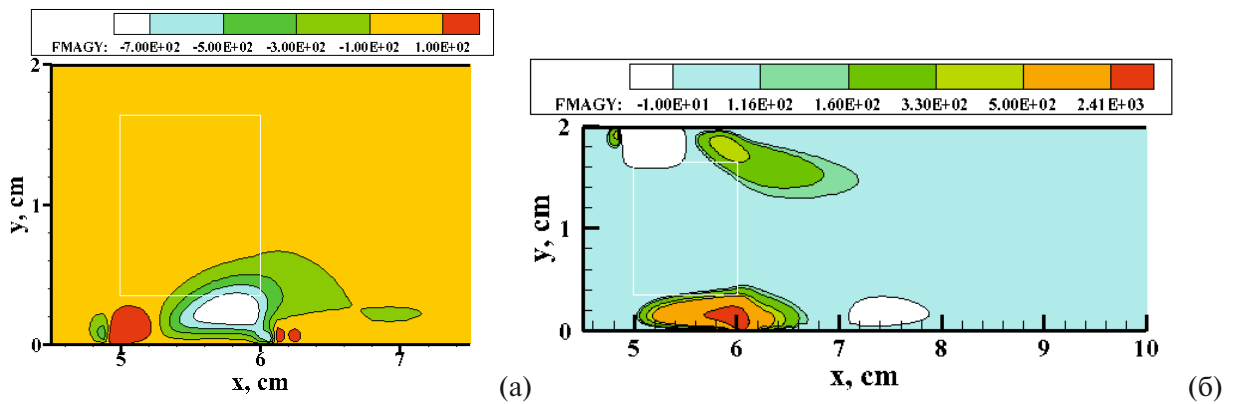 FMAGY: -7.00E+02 -5.00E+02 -3.00E+02 -1.00E+02 1.00E+02
2
1
0
y, cm
5 6 7
x, cm
(а)
FMAGY: -1.00E+01 1.16E+02 1.60E+02 3.30E+02 5.00E+02 2.41E+03
2
1
0
y, cm
5 6 7 8 9 10
x, cm
(б)